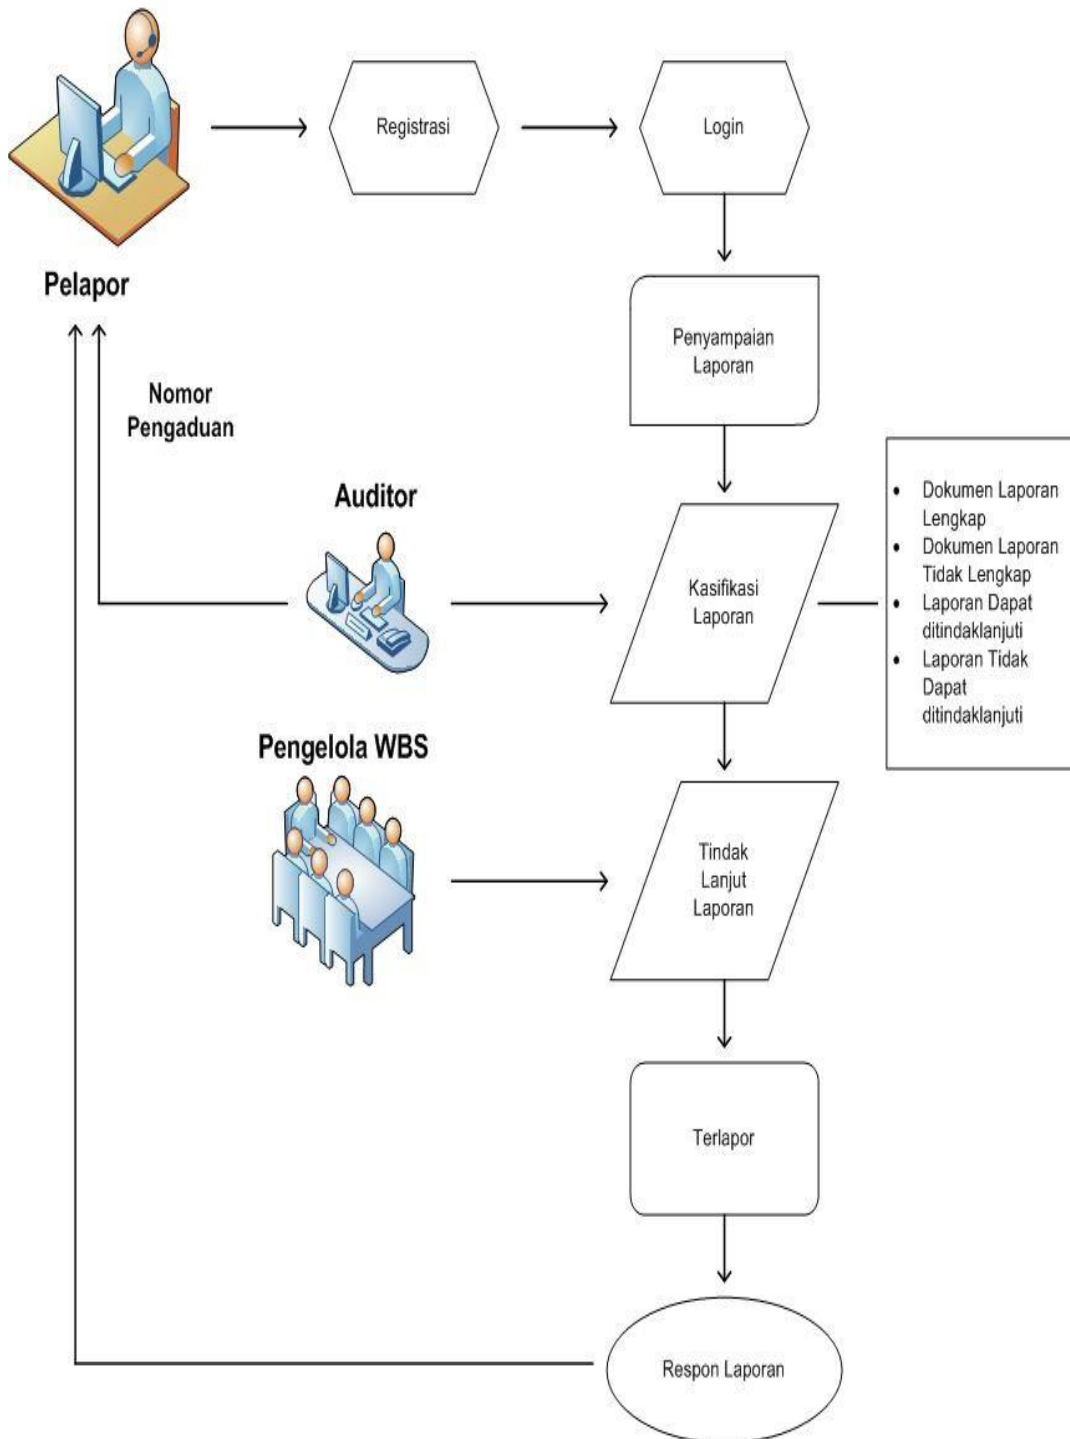 Registrasi
Login
Pelapor
Penyampaian
Laporan
Nomor
Pengaduan
Auditor
Kasifikasi
Laporan
• Dokumen Laporan
Lengkap
• Dokumen Laporan
Tidak Lengkap
• Laporan Dapat
ditindaklanjuti
• Laporan Tidak
Dapat
ditindaklanjuti
Pengelola WBS
Tindak
Lanjut
Laporan
Terlapor
Respon Laporan